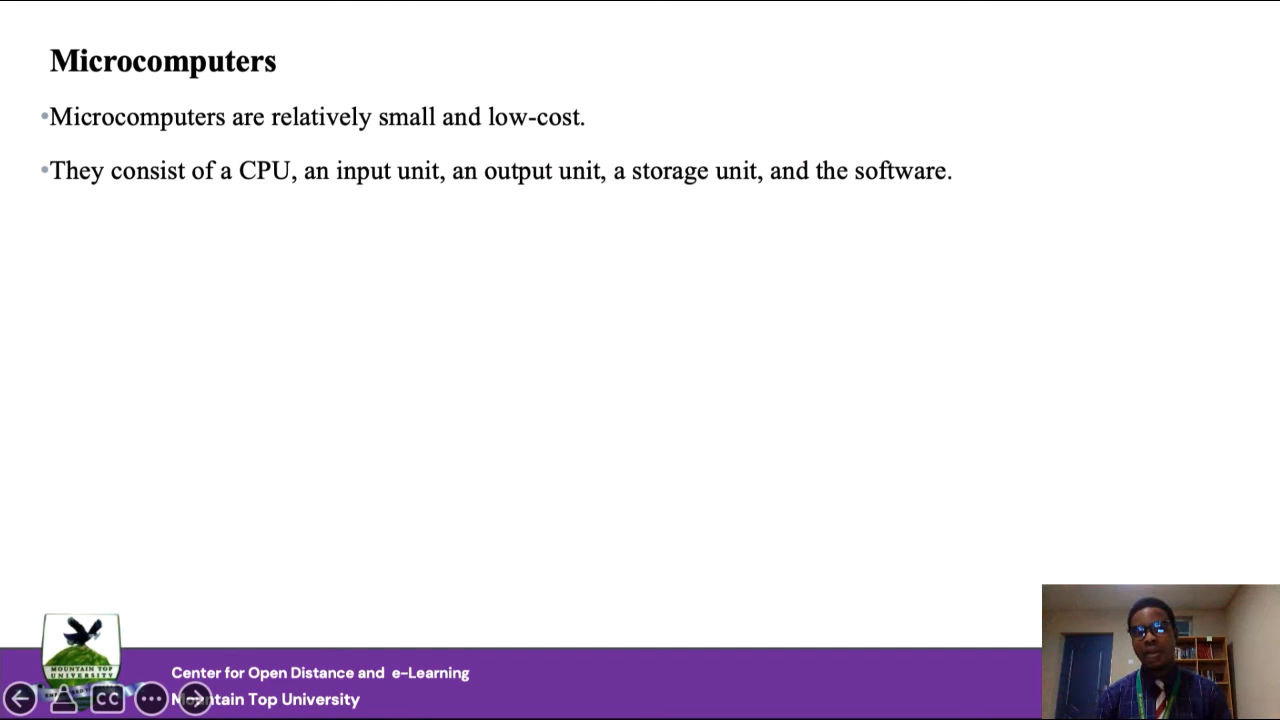 Microcomputers
•Microcomputers are relatively small and low-cost.
•They consist of a CPU, an input unit, an output unit, a storage unit, and the software.
MOUNTAIN TOP
UNIVERSITY
Center for Open Distance and e-Learning
Mountain Top University
CC